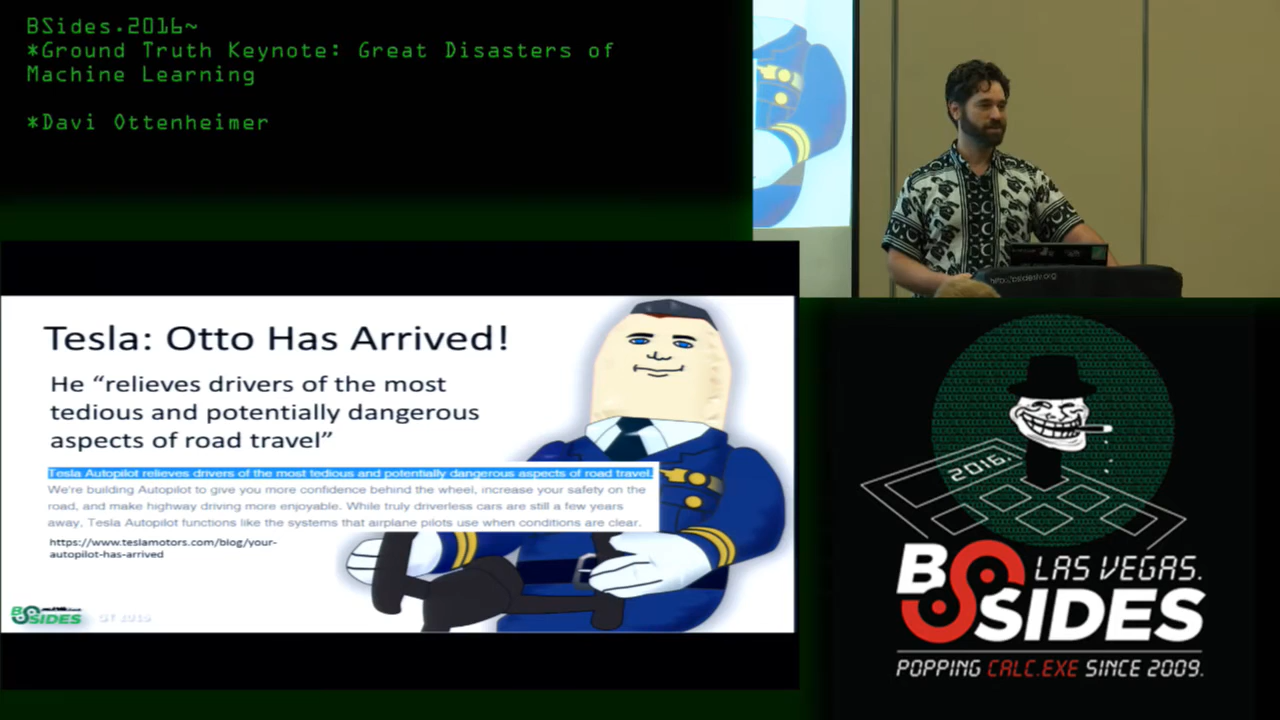 BSides.2016~
*Ground Truth Keynote: Great Disasters of
Machine Learning
*Davi Ottenheimer
Tesla: Otto Has Arrived!
He “relieves drivers of the most
tedious and potentially dangerous
aspects of road travel”
Tesla Autopilot relieves drivers of the most tedious and potentially dangerous aspects of road travel.
We're building Autopilot to give you more confidence behind the wheel, increase your safety on the
road, and make highway driving more enjoyable. While truly driverless cars are still a few years
away, Tesla Autopilot functions like the systems that airplane pilots use when conditions are clear.
https://www.teslamotors.com/blog/your-
autopilot-has-arrived
BSIDES
GT 2016
2016.
BSIDES
LAS VEGAS.
POPPING CALC.EXE SINCE 2009.